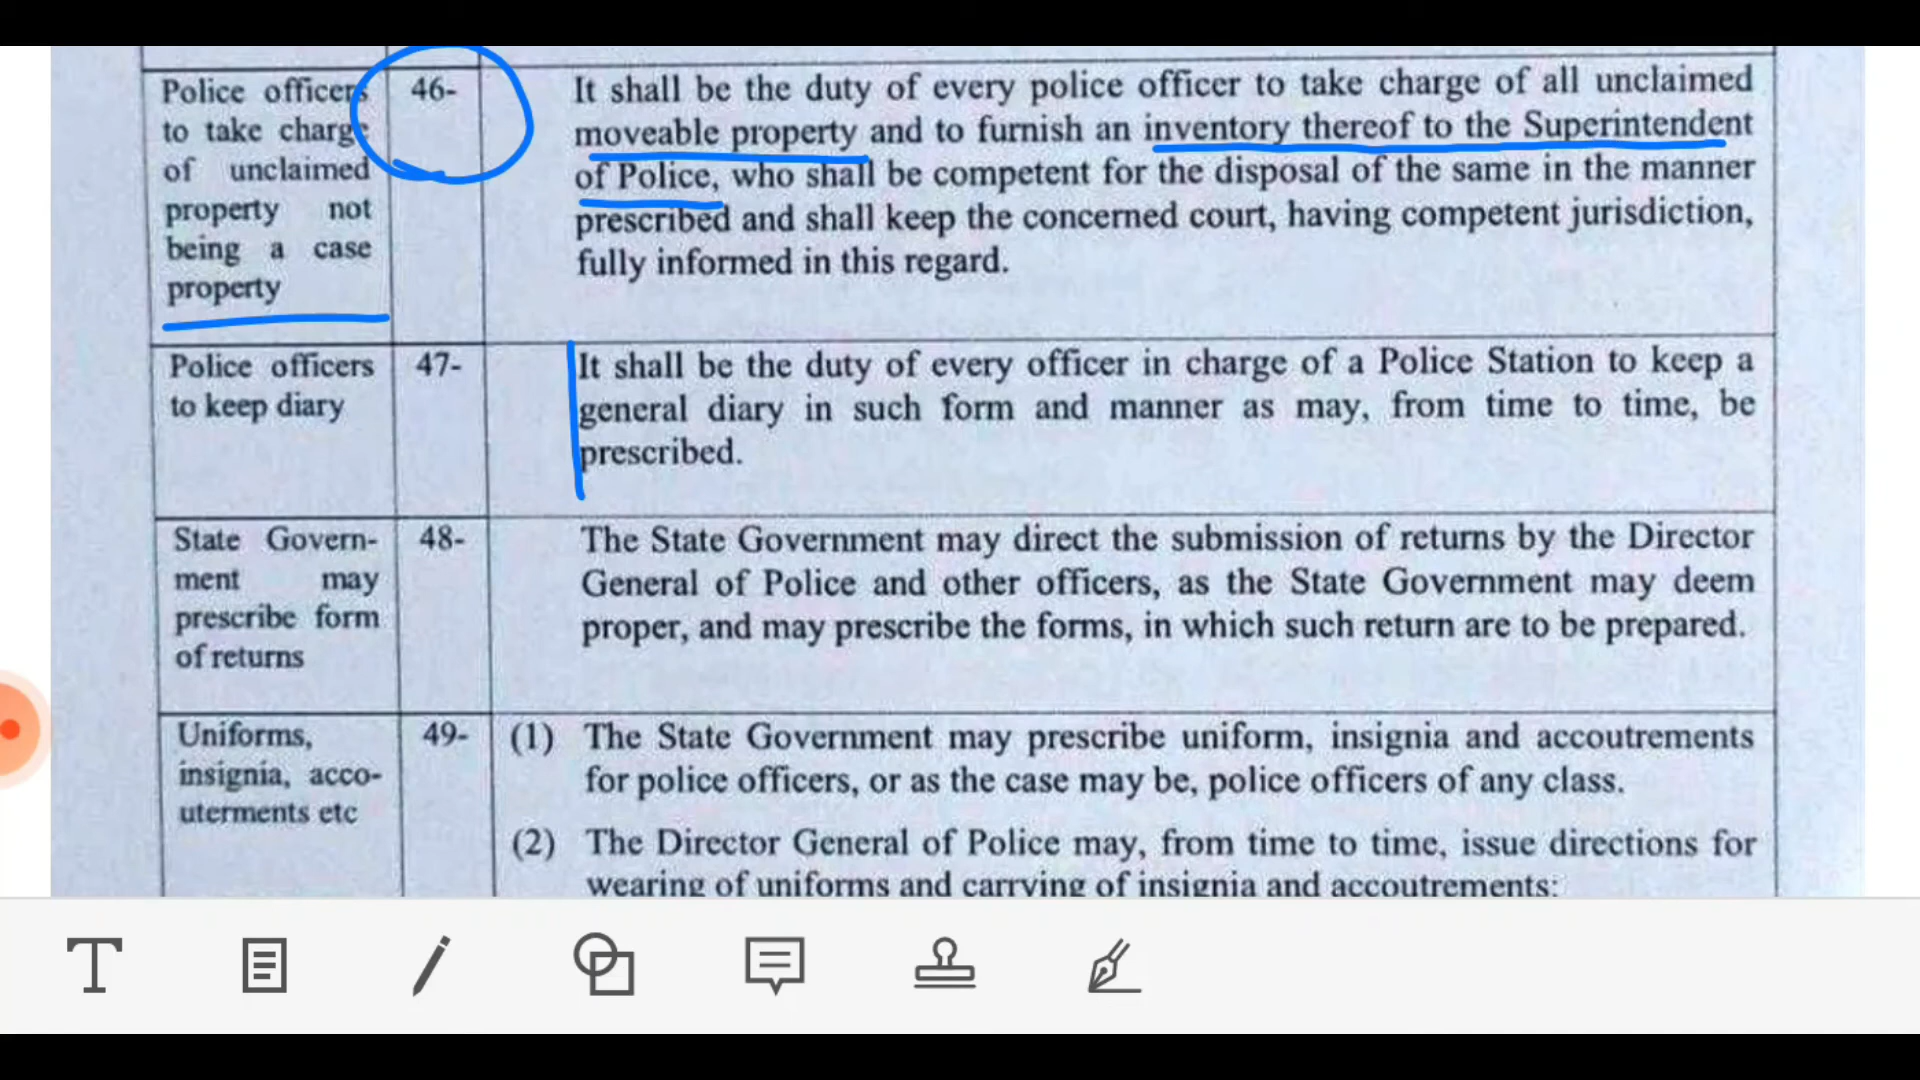 Police officers
to take charge
of unclaimed
property not
being a case
property
46-
It shall be the duty of every police officer to take charge of all unclaimed
moveable property and to furnish an inventory thereof to the Superintendent
of Police, who shall be competent for the disposal of the same in the manner
prescribed and shall keep the concerned court, having competent jurisdiction,
fully informed in this regard.
Police officers
to keep diary
47-
It shall be the duty of every officer in charge of a Police Station to keep a
general diary in such form and manner as may, from time to time, be
prescribed.
State Govern-
ment may
prescribe form
of returns
48-
The State Government may direct the submission of returns by the Director
General of Police and other officers, as the State Government may deem
proper, and may prescribe the forms, in which such return are to be prepared.
Uniforms,
insignia, acco-
uterments etc
49-
(1) The State Government may prescribe uniform, insignia and accoutrements
for police officers, or as the case may be, police officers of any class.
(2) The Director General of Police may, from time to time, issue directions for
wearing of uniforms and carrying of insignia and accoutrements:
T